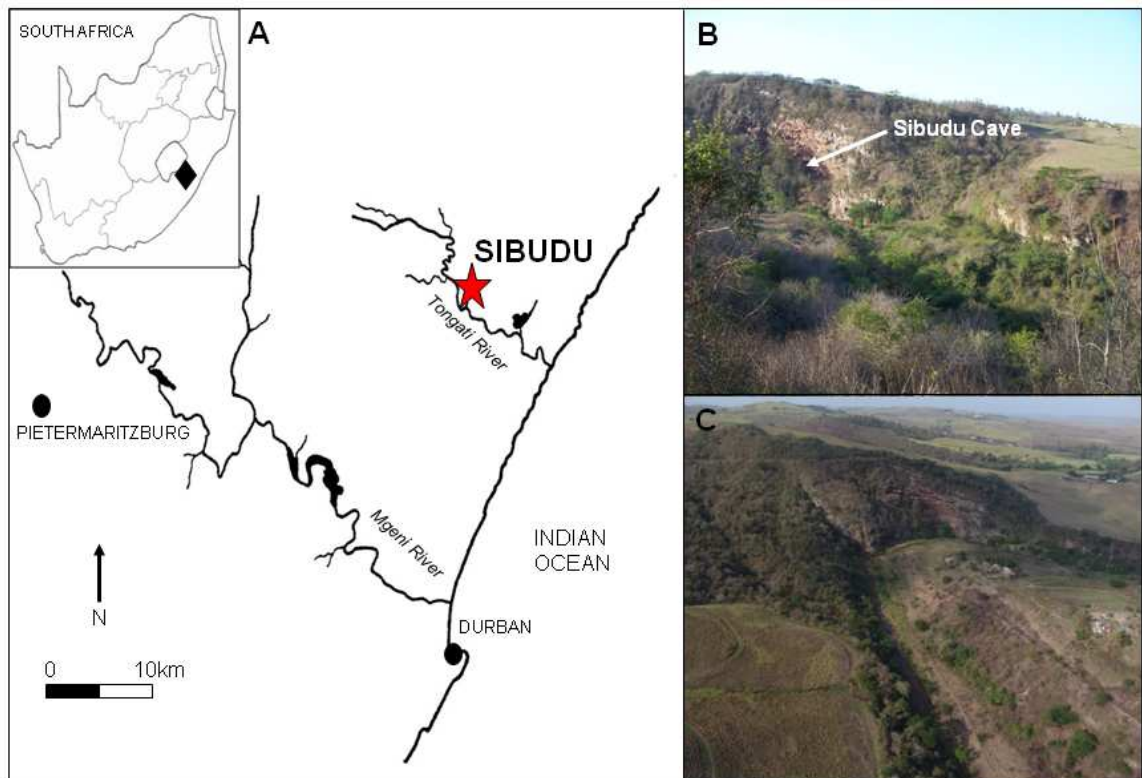 SOUTH AFRICA
A
SIBUDU
Tongati River
PIETERMARITZBURG
Mgeni River
INDIAN
OCEAN
N
DURBAN
0 10km
B
Sibudu Cave
C